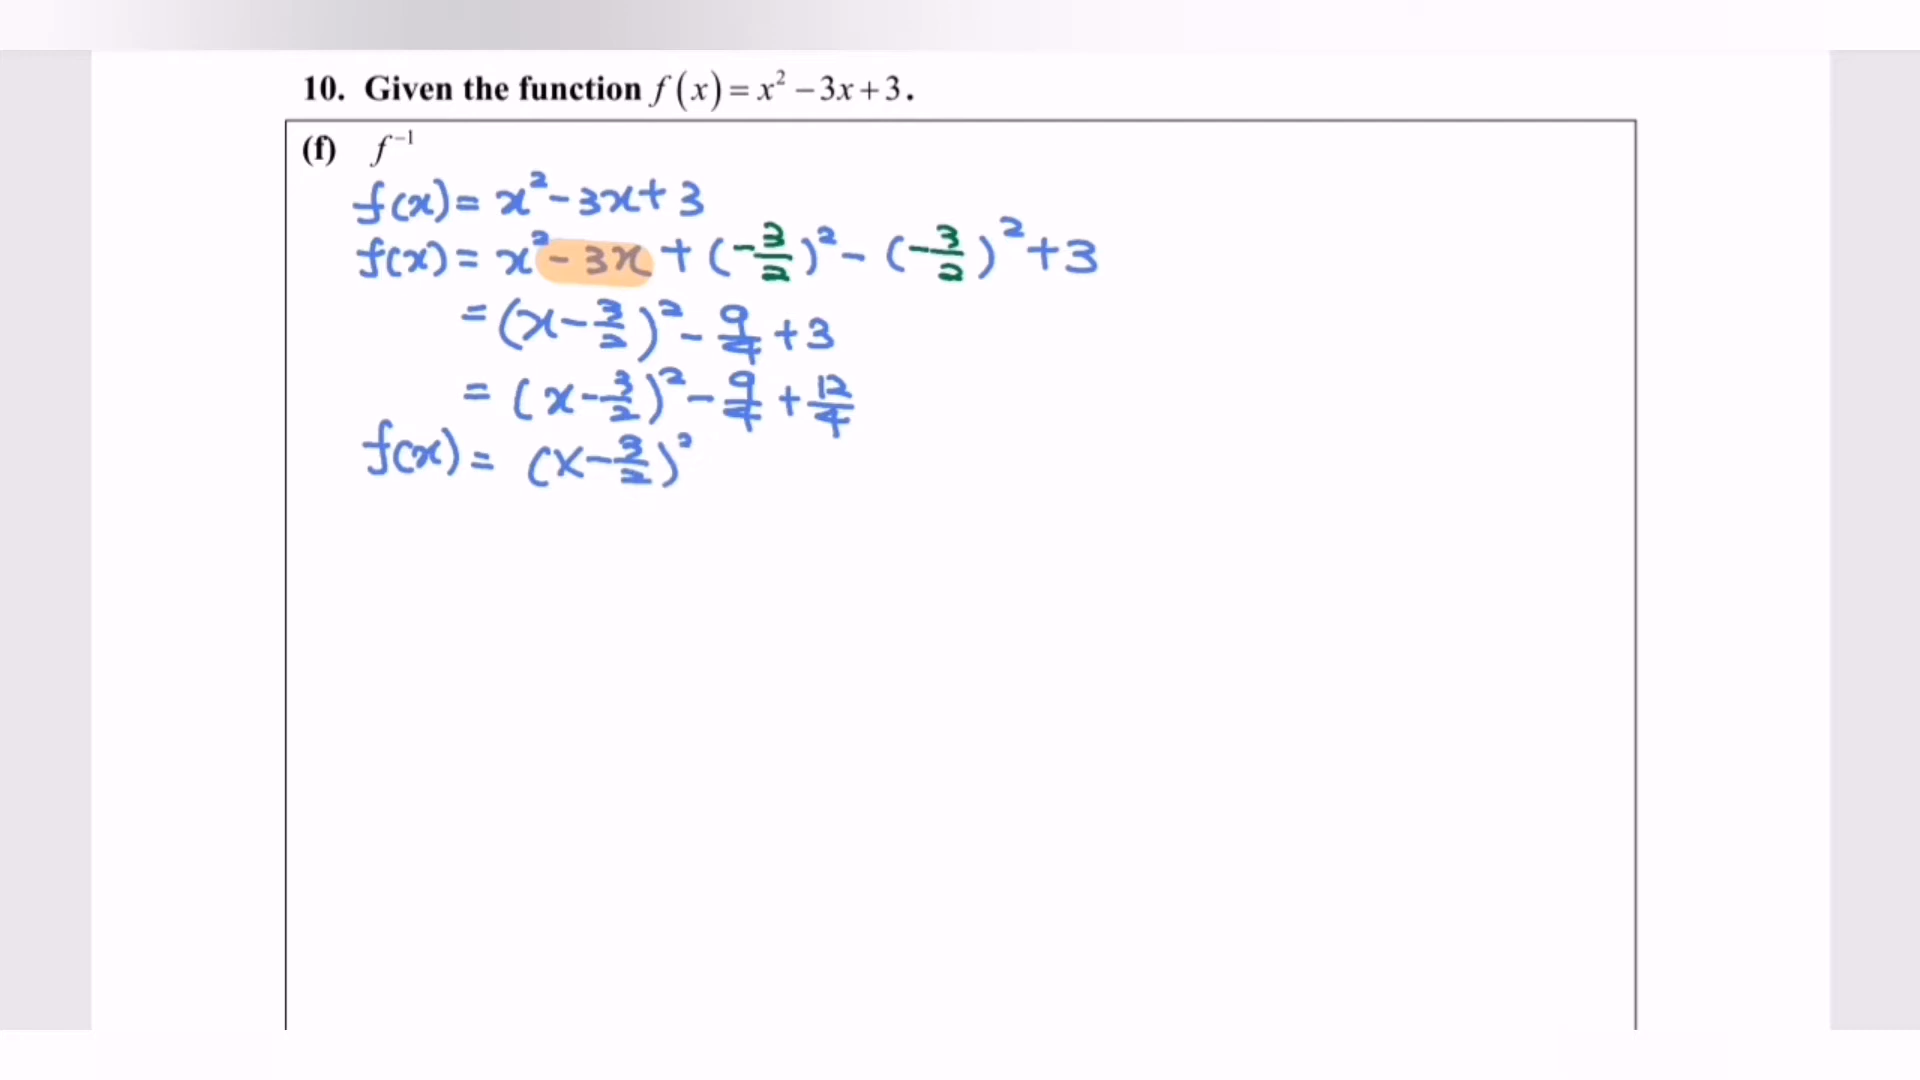 10. Given the function f(x) = x² − 3x + 3.
(f) f⁻¹
f(x) = x² − 3x + 3
f(x) = x² − 3x + (−3/2)² − (−3/2)² + 3
= (x − 3/2)² − 9/4 + 3
= (x − 3/2)² − 9/4 + 12/4
f(x) = (x − 3/2)²